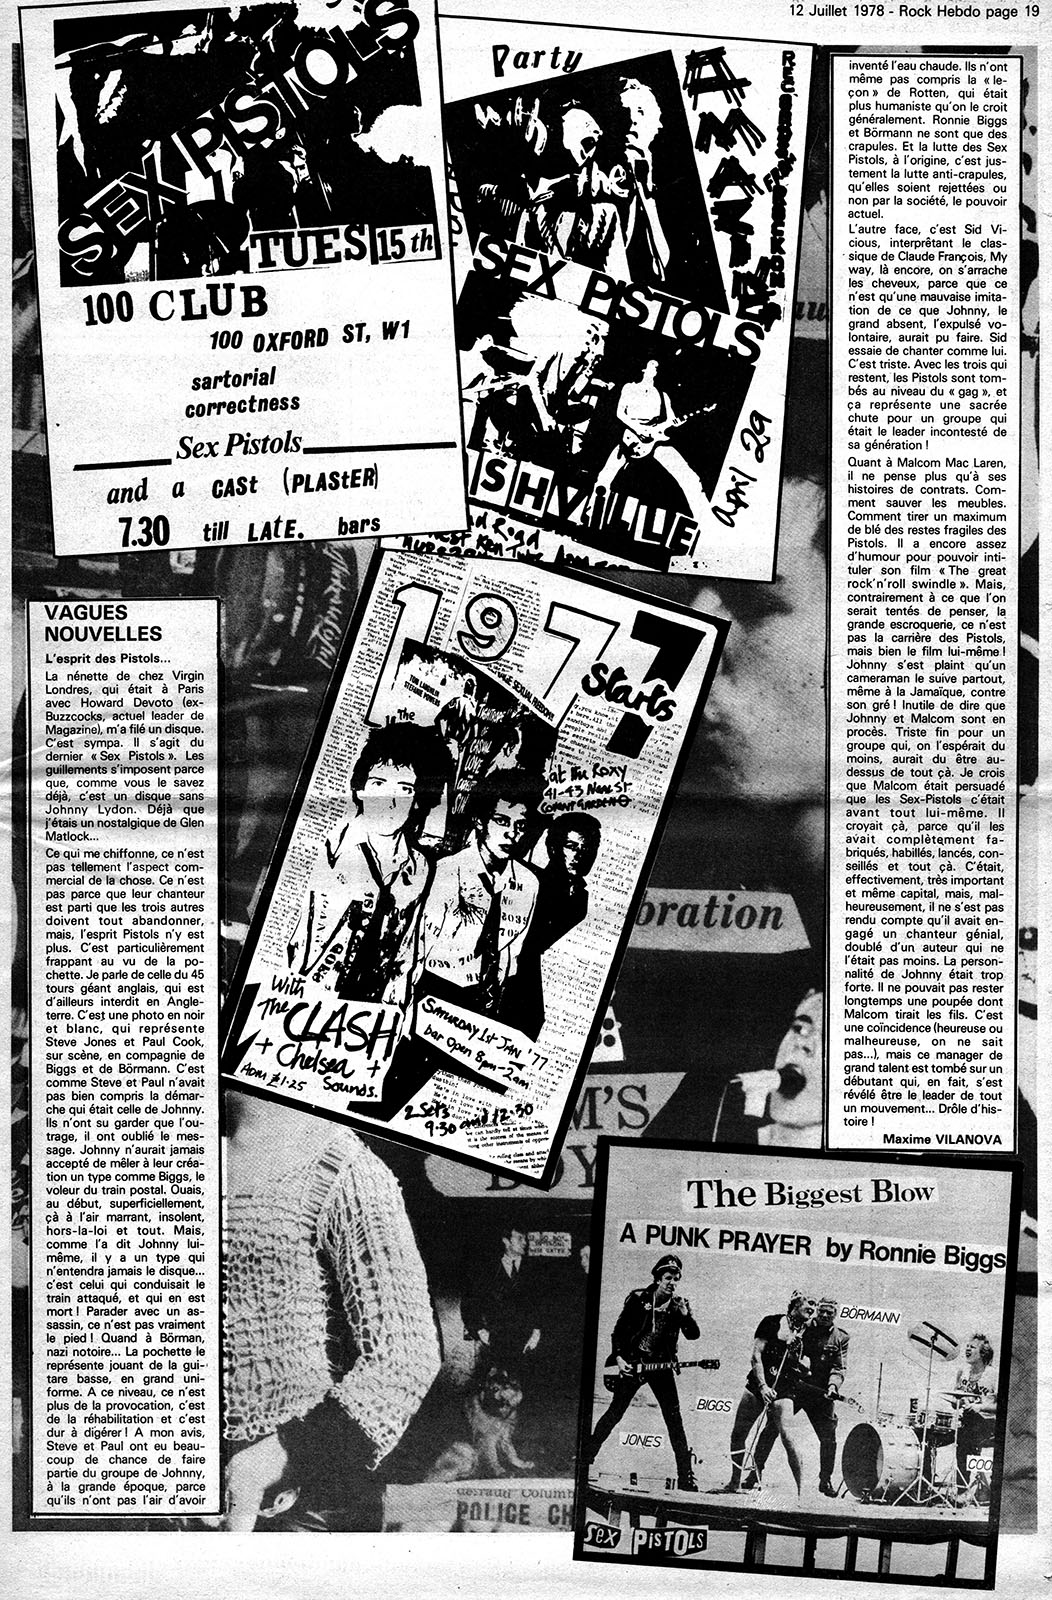 12 Juillet 1978 - Rock Hebdo page 19
SEX PISTOLS
TUES 15th
100 CLUB
100 OXFORD ST, W1
sartorial
correctness
Sex Pistols
and a CASt (PLAStER)
7.30 till LAtE. bars
Party
with
the
SEX PISTOLS
April 29
1977
Starts
The
at the Roxy
41-43 Neal St
COVENT GARDEN
With
The CLASH
+ Chelsea +
Sounds.
ADM £1.25
SATURDAY 1st JAN '77
bar Open 8pm-2am
2 Sets
9.30 and 12.30
VAGUES
NOUVELLES
L'esprit des Pistols...
La nénette de chez Virgin
Londres, qui était à Paris
avec Howard Devoto (ex-
Buzzcocks, actuel leader de
Magazine), m'a filé un disque.
C'est sympa. Il s'agit du
dernier « Sex Pistols ». Les
guillements s'imposent parce
que, comme vous le savez
déjà, c'est un disque sans
Johnny Lydon. Déjà que
j'étais un nostalgique de Glen
Matlock...
Ce qui me chiffonne, ce n'est
pas tellement l'aspect com-
mercial de la chose. Ce n'est
pas parce que leur chanteur
est parti que les trois autres
doivent tout abandonner,
mais, l'esprit Pistols n'y est
plus. C'est particulièrement
frappant au vu de la po-
chette. Je parle de celle du 45
tours géant anglais, qui est
d'ailleurs interdit en Angle-
terre. C'est une photo en noir
et blanc, qui représente
Steve Jones et Paul Cook,
sur scène, en compagnie de
Biggs et de Börmann. C'est
comme Steve et Paul n'avait
pas bien compris la démar-
che qui était celle de Johnny.
Ils n'ont su garder que l'ou-
trage, il ont oublié le mes-
sage. Johnny n'aurait jamais
accepté de mêler à leur créa-
tion un type comme Biggs, le
voleur du train postal. Ouais,
au début, superficiellement,
çà à l'air marrant, insolent,
hors-la-loi et tout. Mais,
comme l'a dit Johnny lui-
même, il y a un type qui
n'entendra jamais le disque...
c'est celui qui conduisait le
train attaqué, et qui en est
mort ! Parader avec un as-
sassin, ce n'est pas vraiment
le pied ! Quand à Börman,
nazi notoire... La pochette le
représente jouant de la gui-
tare basse, en grand uni-
forme. A ce niveau, ce n'est
plus de la provocation, c'est
de la réhabilitation et c'est
dur à digérer ! A mon avis,
Steve et Paul ont eu beau-
coup de chance de faire
partie du groupe de Johnny,
à la grande époque, parce
qu'ils n'ont pas l'air d'avoir
inventé l'eau chaude. Ils n'ont
même pas compris la « le-
çon » de Rotten, qui était
plus humaniste qu'on le croit
généralement. Ronnie Biggs
et Börmann ne sont que des
crapules. Et la lutte des Sex
Pistols, à l'origine, c'est jus-
tement la lutte anti-crapules,
qu'elles soient rejettées ou
non par la société, le pouvoir
actuel.
L'autre face, c'est Sid Vi-
cious, interprêtant le clas-
sique de Claude François, My
way, là encore, on s'arrache
les cheveux, parce que ce
n'est qu'une mauvaise imita-
tion de ce que Johnny, le
grand absent, l'expulsé vo-
lontaire, aurait pu faire. Sid
essaie de chanter comme lui.
C'est triste. Avec les trois qui
restent, les Pistols sont tom-
bés au niveau du « gag », et
ça représente une sacrée
chute pour un groupe qui
était le leader incontesté de
sa génération !
Quant à Malcom Mac Laren,
il ne pense plus qu'à ses
histoires de contrats. Com-
ment sauver les meubles.
Comment tirer un maximum
de blé des restes fragiles des
Pistols. Il a encore assez
d'humour pour pouvoir inti-
tuler son film « The great
rock'n'roll swindle ». Mais,
contrairement à ce que l'on
serait tentés de penser, la
grande escroquerie, ce n'est
pas la carrière des Pistols,
mais bien le film lui-même !
Johnny s'est plaint qu'un
cameraman le suive partout,
même à la Jamaïque, contre
son gré ! Inutile de dire que
Johnny et Malcom sont en
procès. Triste fin pour un
groupe qui, on l'espérait du
moins, aurait du être au-
dessus de tout çà. Je crois
que Malcom était persuadé
que les Sex-Pistols c'était
avant tout lui-même. Il
croyait çà, parce qu'il les
avait complètement fa-
briqués, habillés, lancés, con-
seillés et tout çà. C'était,
effectivement, très important
et même capital, mais, mal-
heureusement, il ne s'est pas
rendu compte qu'il avait en-
gagé un chanteur génial,
doublé d'un auteur qui ne
l'était pas moins. La person-
nalité de Johnny était trop
forte. Il ne pouvait pas rester
longtemps une poupée dont
Malcom tirait les fils. C'est
une coïncidence (heureuse ou
malheureuse, on ne sait
pas...), mais ce manager de
grand talent est tombé sur un
débutant qui, en fait, s'est
révélé être le leader de tout
un mouvement... Drôle d'his-
toire !
Maxime VILANOVA
bration
M'S
POLICE CH
The Biggest Blow
A PUNK PRAYER by Ronnie Biggs
BÖRMANN
BIGGS
JONES
COO
SEX PISTOLS